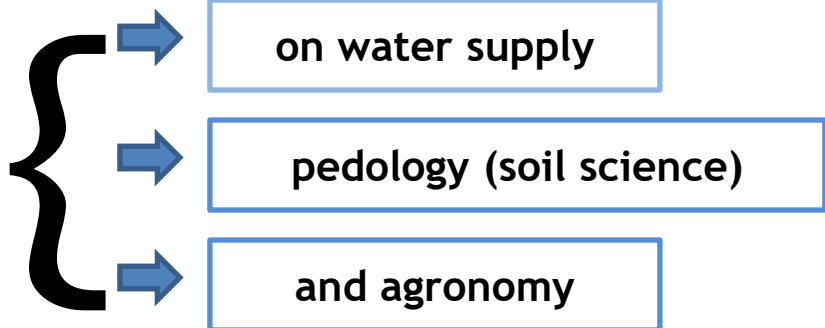 on water supply
pedology (soil science)
and agronomy